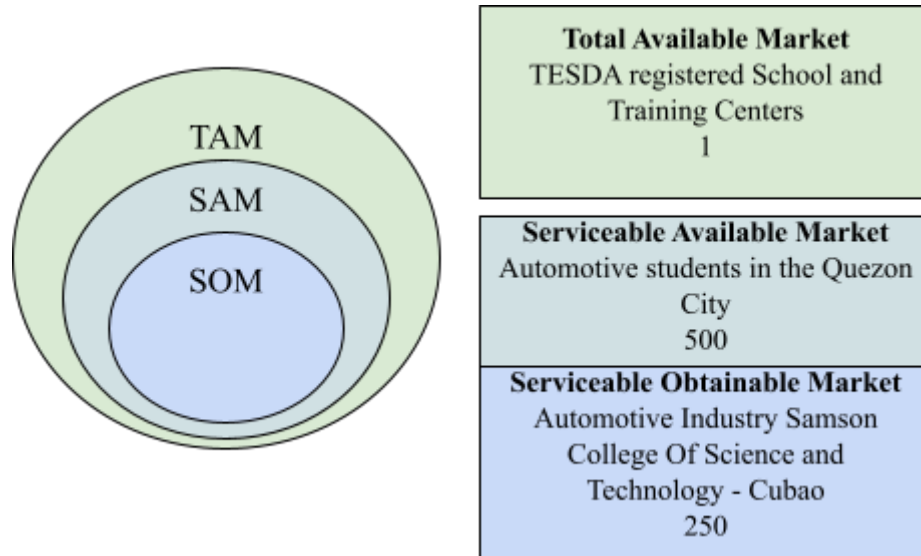 TAM
SAM
SOM
Total Available Market
TESDA registered School and
Training Centers
1
Serviceable Available Market
Automotive students in the Quezon
City
500
Serviceable Obtainable Market
Automotive Industry Samson
College Of Science and
Technology - Cubao
250